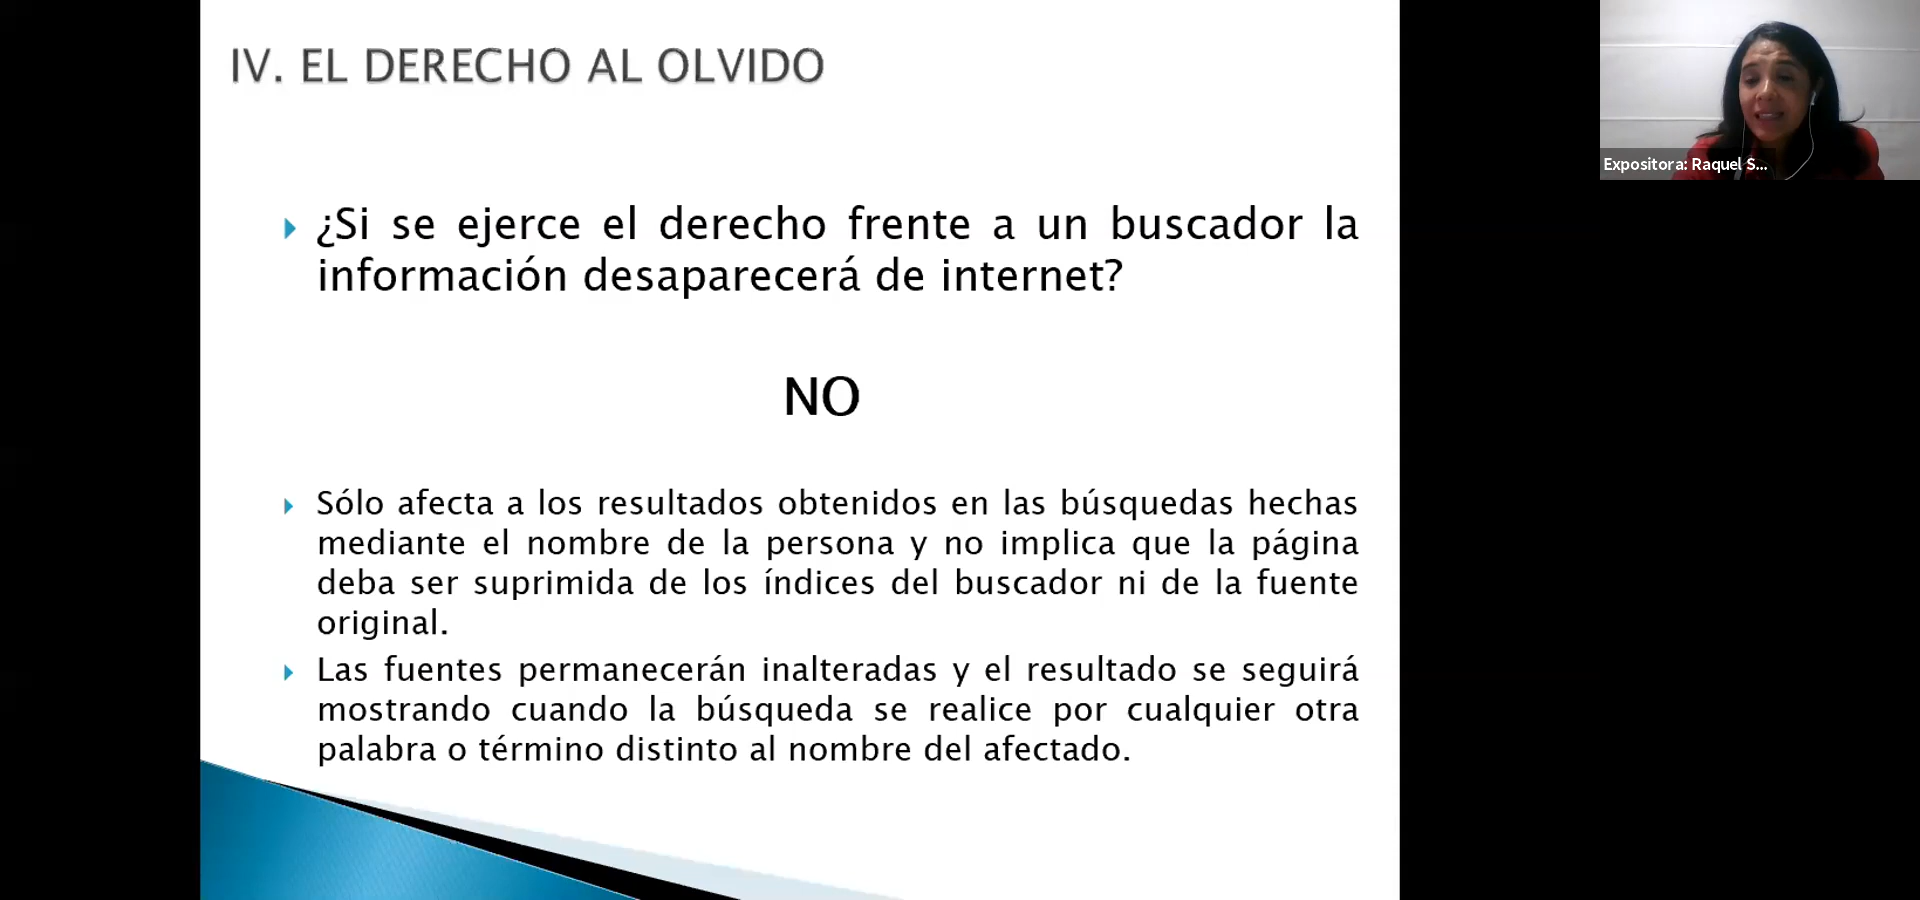 IV. EL DERECHO AL OLVIDO
¿Si se ejerce el derecho frente a un buscador la
información desaparecerá de internet?
NO
Sólo afecta a los resultados obtenidos en las búsquedas hechas
mediante el nombre de la persona y no implica que la página
deba ser suprimida de los índices del buscador ni de la fuente
original.
Las fuentes permanecerán inalteradas y el resultado se seguirá
mostrando cuando la búsqueda se realice por cualquier otra
palabra o término distinto al nombre del afectado.
Expositora: Raquel S...